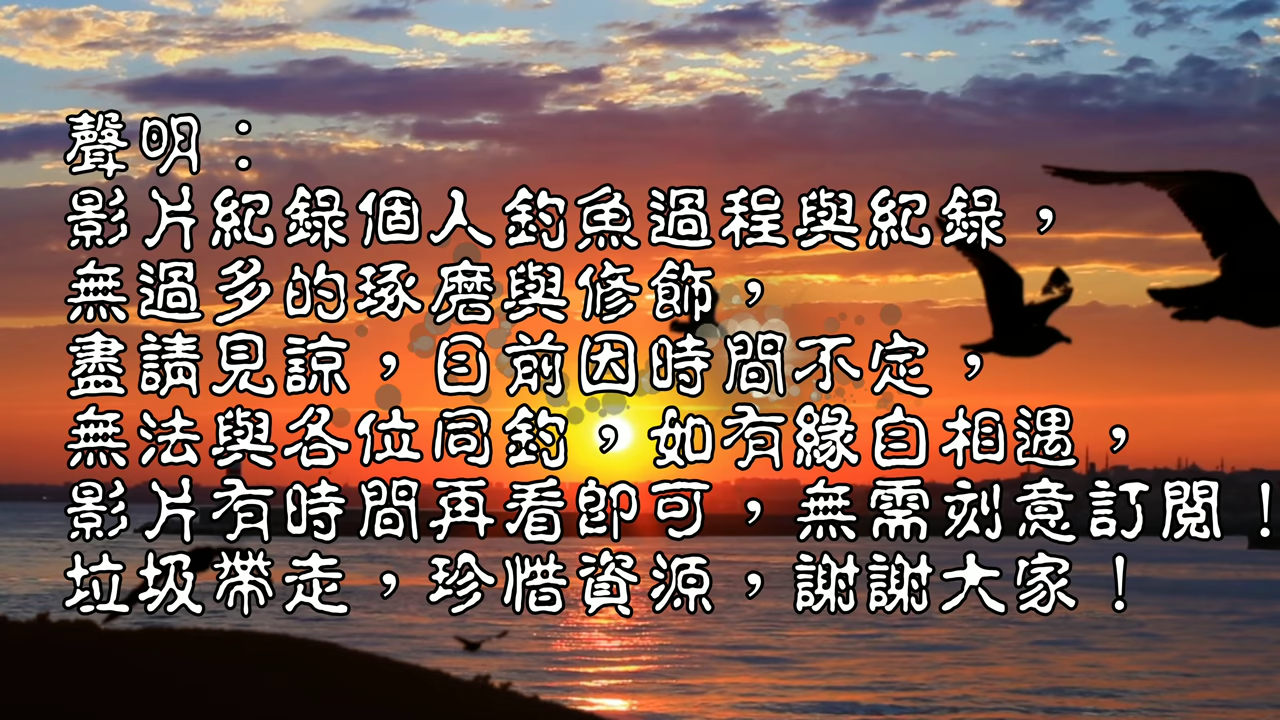 聲明：
影片紀錄個人釣魚過程與紀錄，
無過多的琢磨與修飾，
盡請見諒，目前因時間不定，
無法與各位同釣，如有緣自相遇，
影片有時間再看即可，無需刻意訂閱！
垃圾帶走，珍惜資源，謝謝大家！